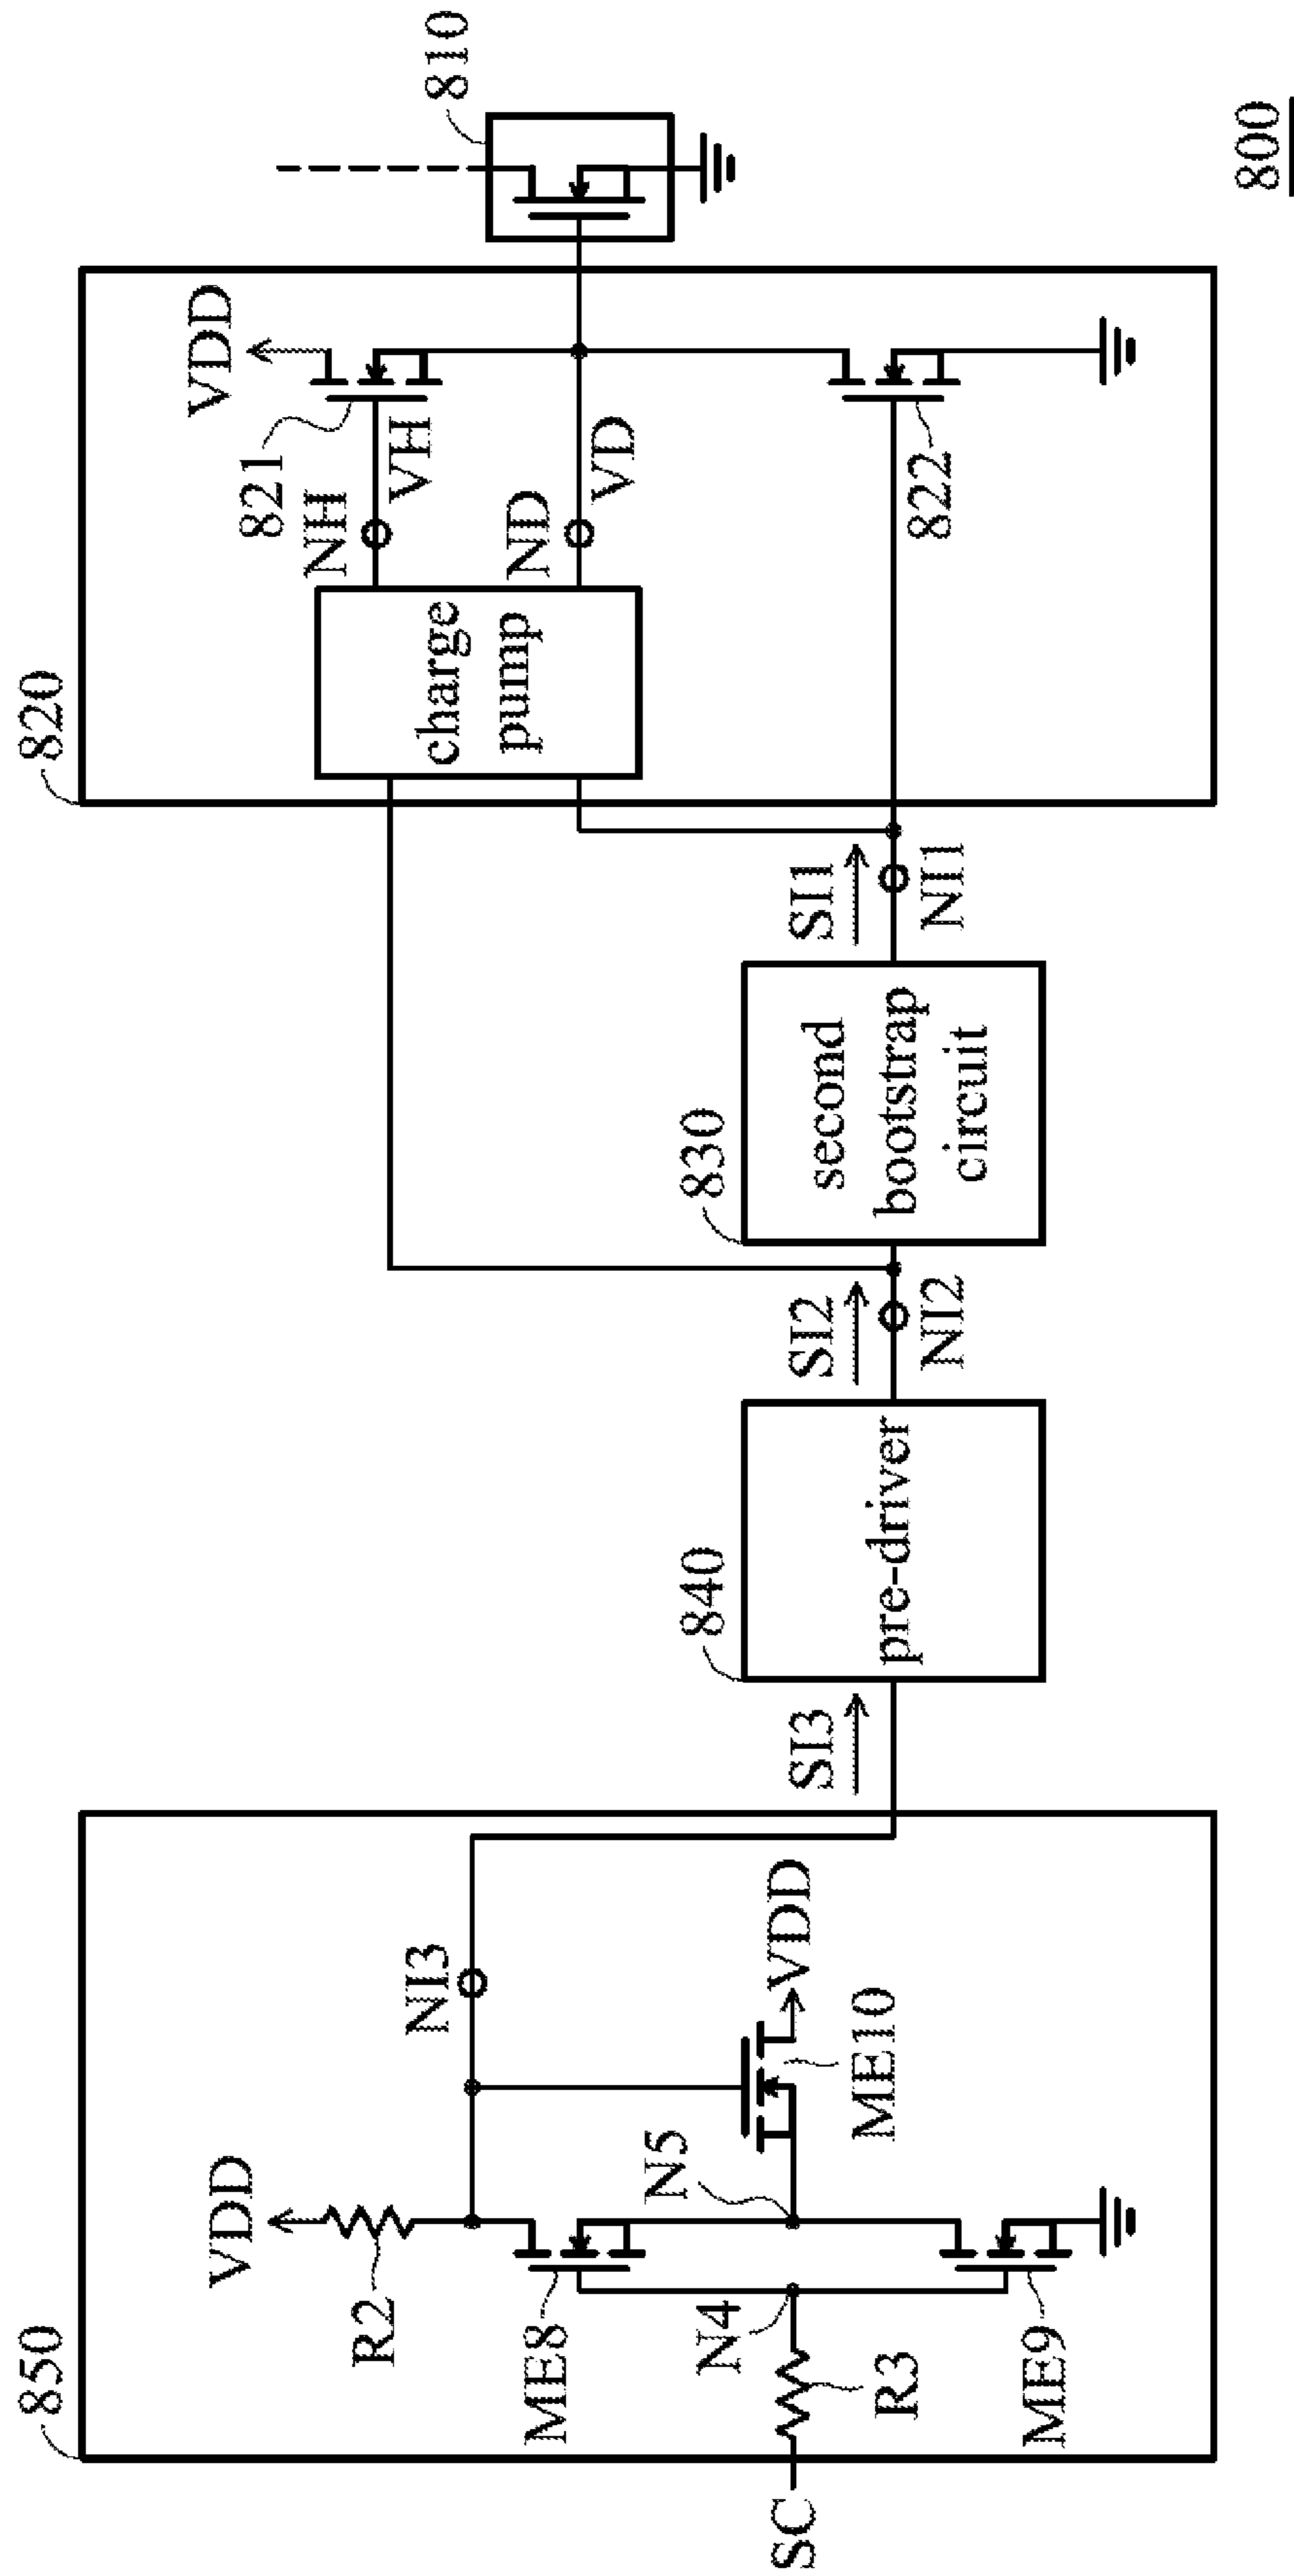 850
VDD
R2
NI3
ME8
N5
N4
VDD
ME10
R3
SC
ME9
SI3
840
pre-driver
SI2
NI2
830
second
bootstrap
circuit
SI1
NI1
820
charge
pump
VDD
821
NH
VH
ND
VD
822
810
800